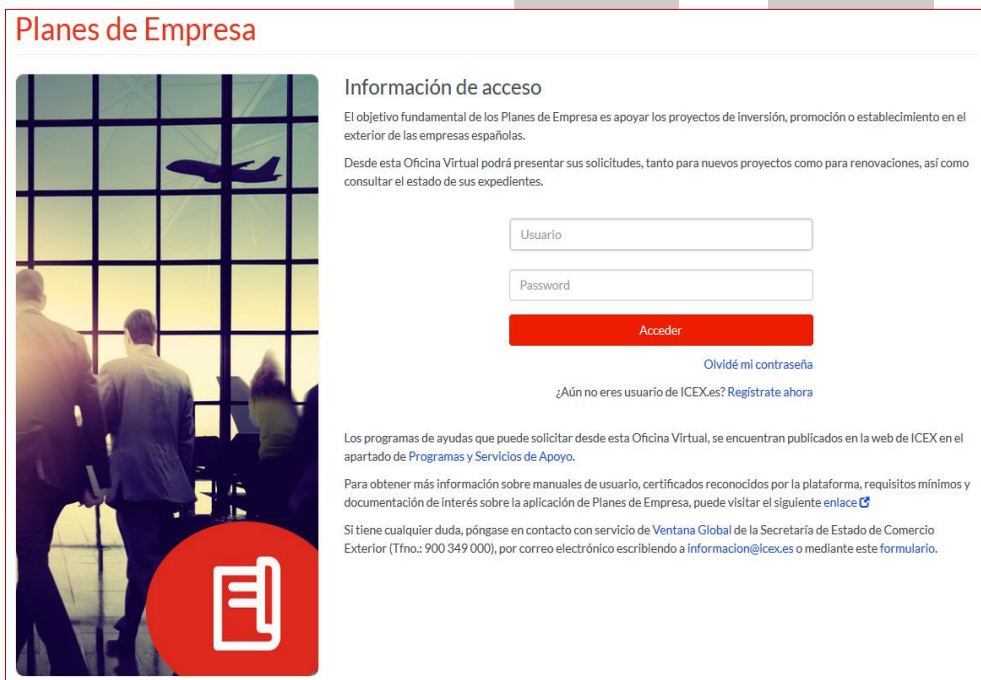 Planes de Empresa
Información de acceso
El objetivo fundamental de los Planes de Empresa es apoyar los proyectos de inversión, promoción o establecimiento en el
exterior de las empresas españolas.
Desde esta Oficina Virtual podrá presentar sus solicitudes, tanto para nuevos proyectos como para renovaciones, así como
consultar el estado de sus expedientes.
Usuario
Password
Acceder
Olvidé mi contraseña
¿Aún no eres usuario de ICEX.es? Regístrate ahora
Los programas de ayudas que puede solicitar desde esta Oficina Virtual, se encuentran publicados en la web de ICEX en el
apartado de Programas y Servicios de Apoyo.
Para obtener más información sobre manuales de usuario, certificados reconocidos por la plataforma, requisitos mínimos y
documentación de interés sobre la aplicación de Planes de Empresa, puede visitar el siguiente enlace
Si tiene cualquier duda, póngase en contacto con servicio de Ventana Global de la Secretaría de Estado de Comercio
Exterior (Tfno.: 900 349 000), por correo electrónico escribiendo a informacion@icex.es o mediante este formulario.